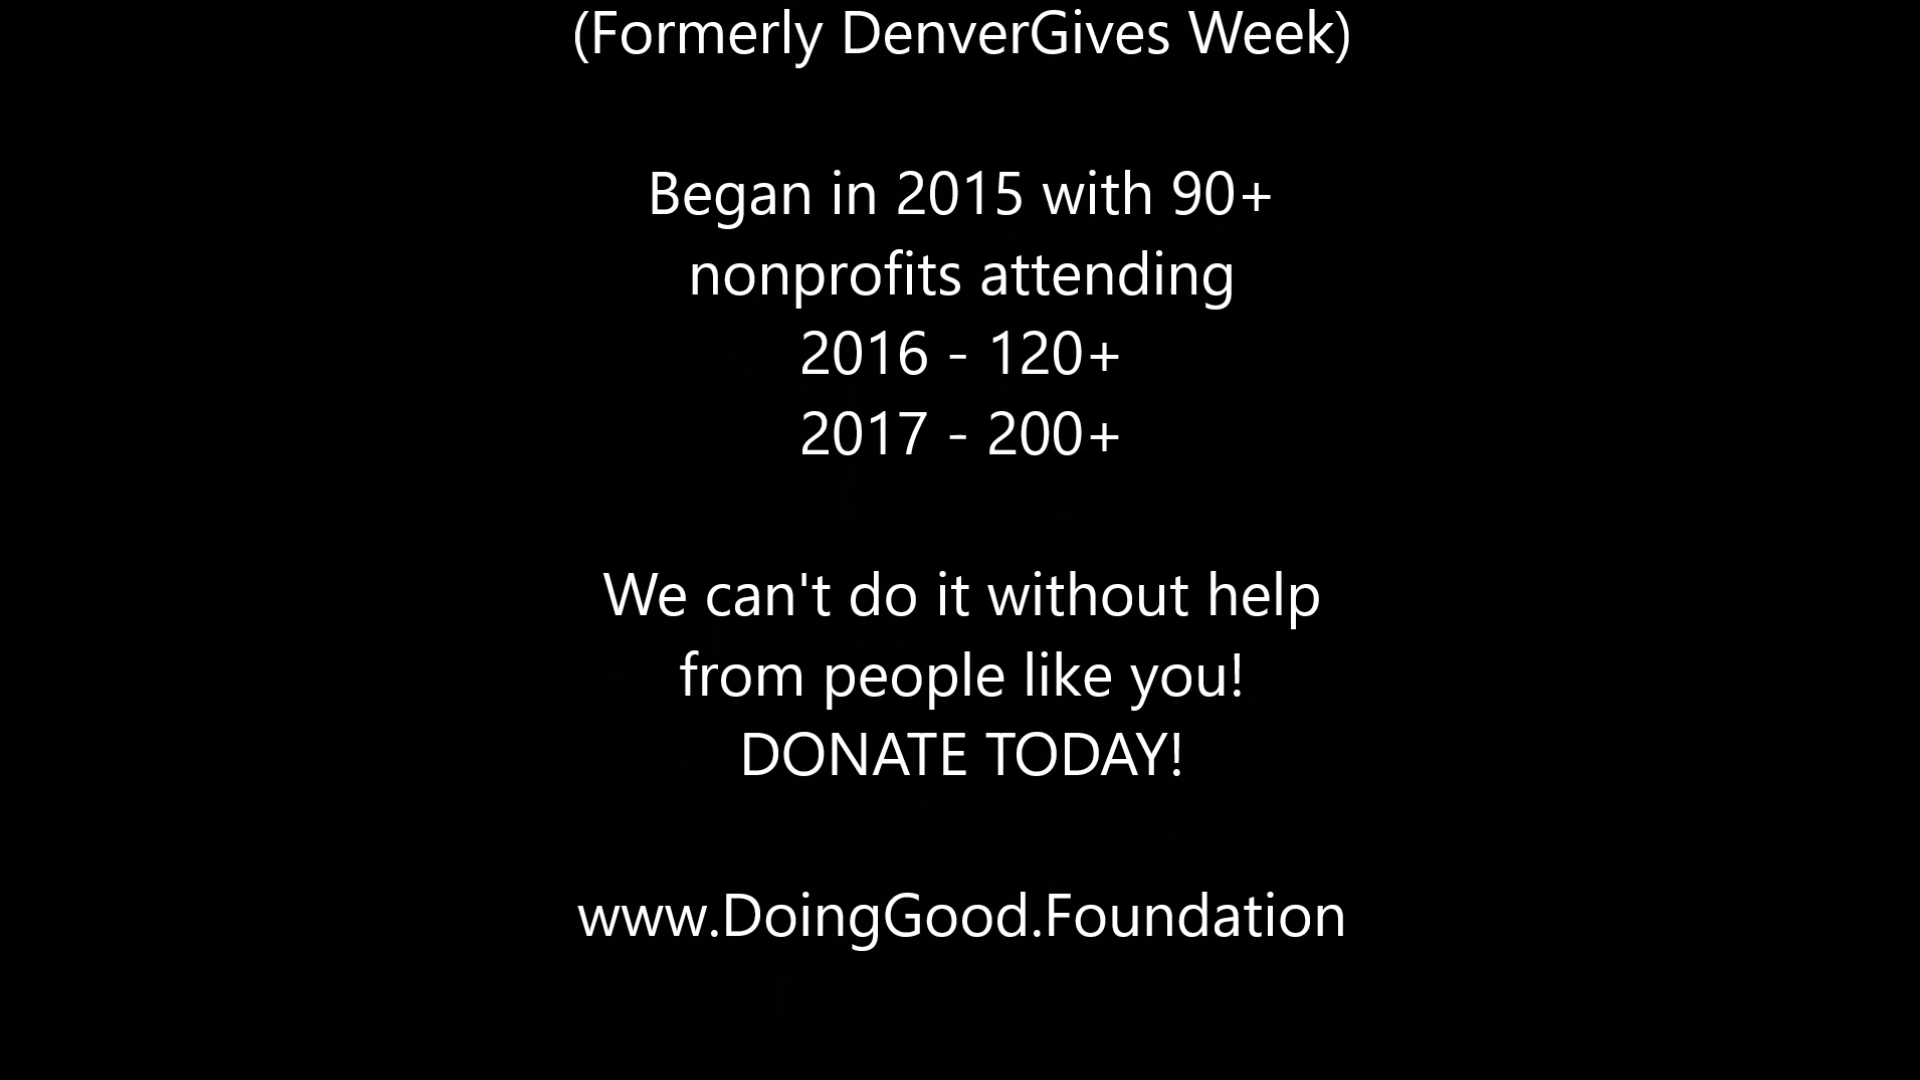 (Formerly DenverGives Week)
Began in 2015 with 90+
nonprofits attending
2016 - 120+
2017 - 200+
We can't do it without help
from people like you!
DONATE TODAY!
www.DoingGood.Foundation